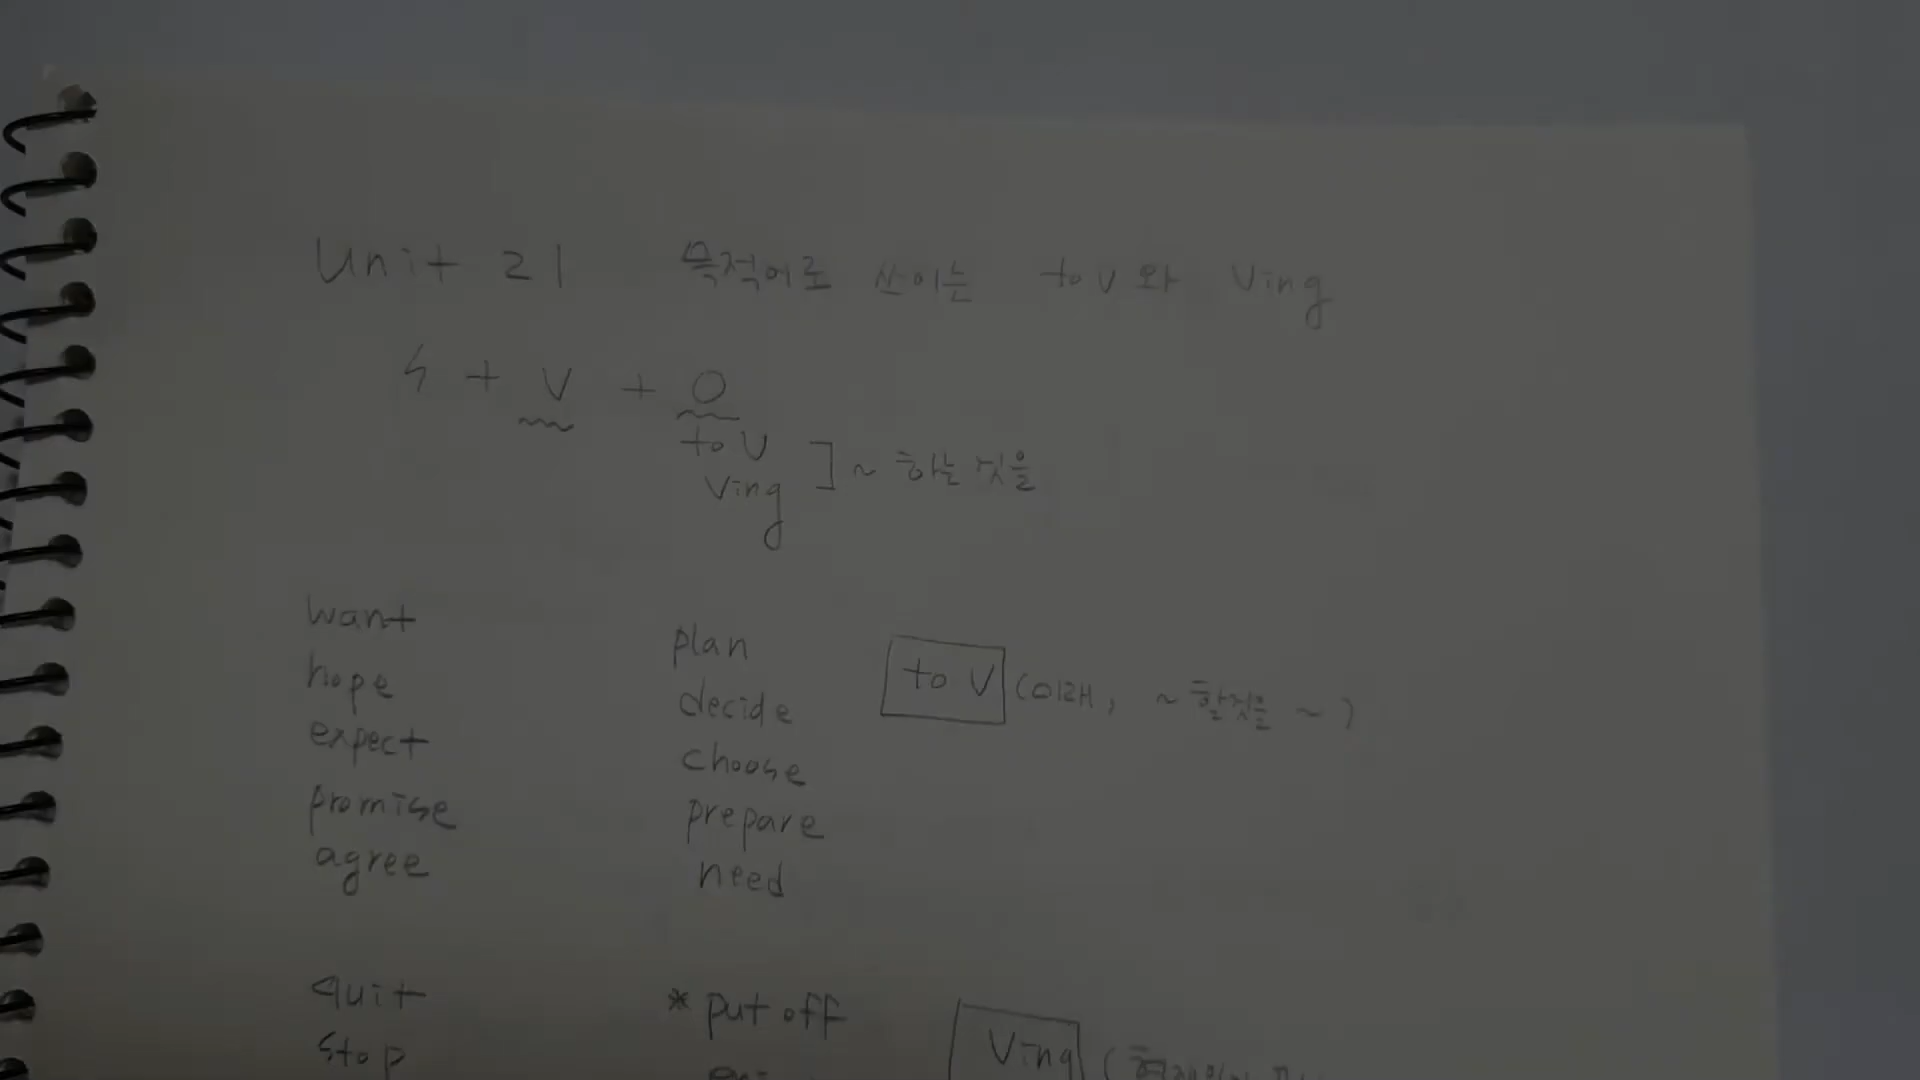 Unit 21 목적어로 쓰이는 to V와 Ving
S + V + O
to V
Ving ] ~ 하는 것을
want
hope
expect
promise
agree
plan
decide
choose
prepare
need
to V (미래, ~ 할 것을 ~)
quit
stop
* put off
Ving (